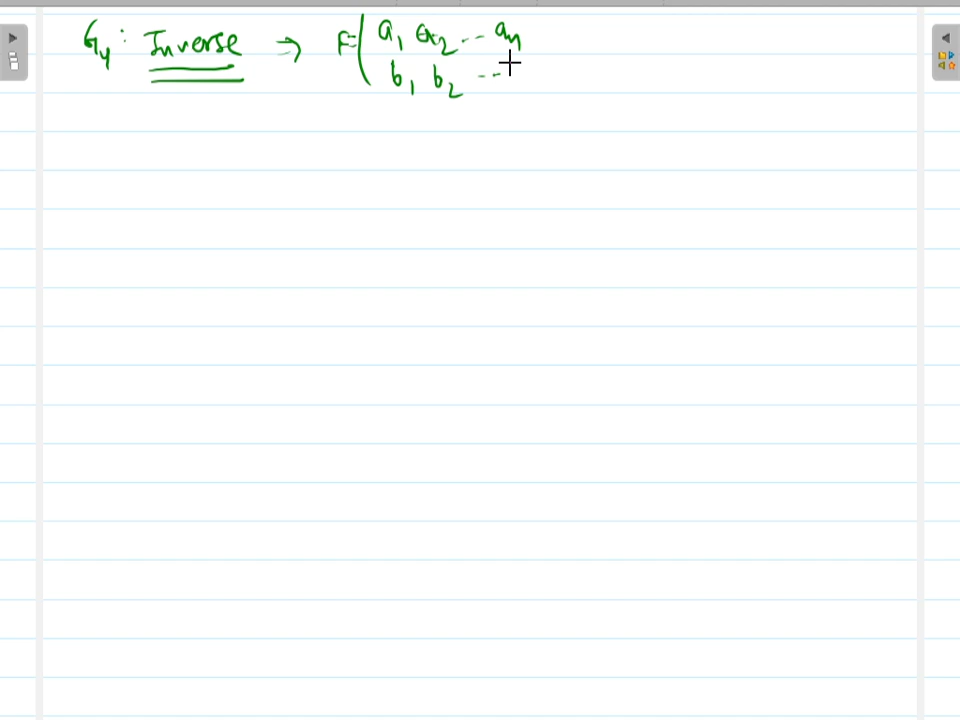 G4: Inverse → F=( a1 a2 ... an
b1 b2 ...